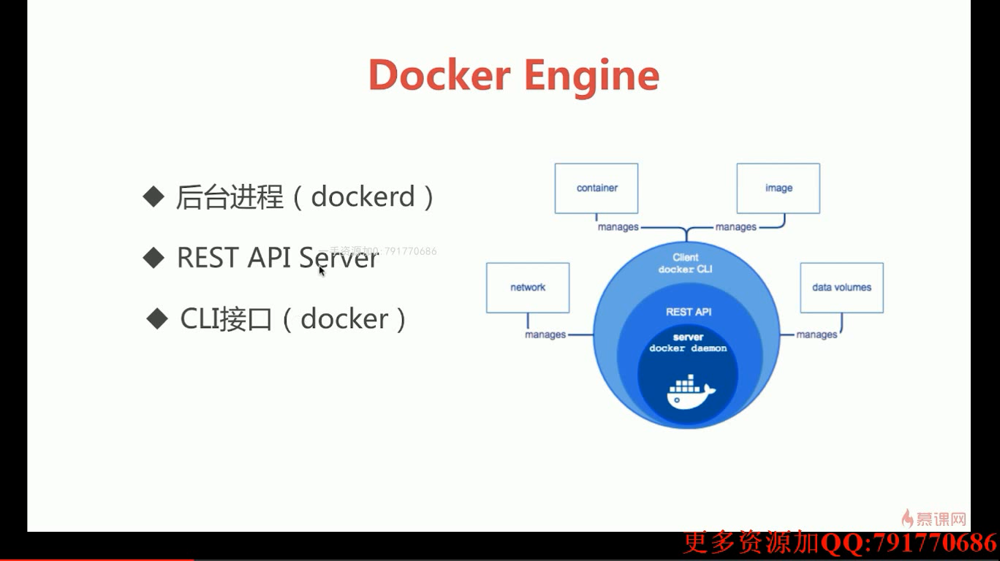 Docker Engine
后台进程（dockerd）
REST API Server
一手资源加Q:791770686
CLI接口（docker）
container
image
manages
manages
Client
docker CLI
network
data volumes
REST API
manages
manages
server
docker daemon
慕课网
更多资源加QQ:791770686